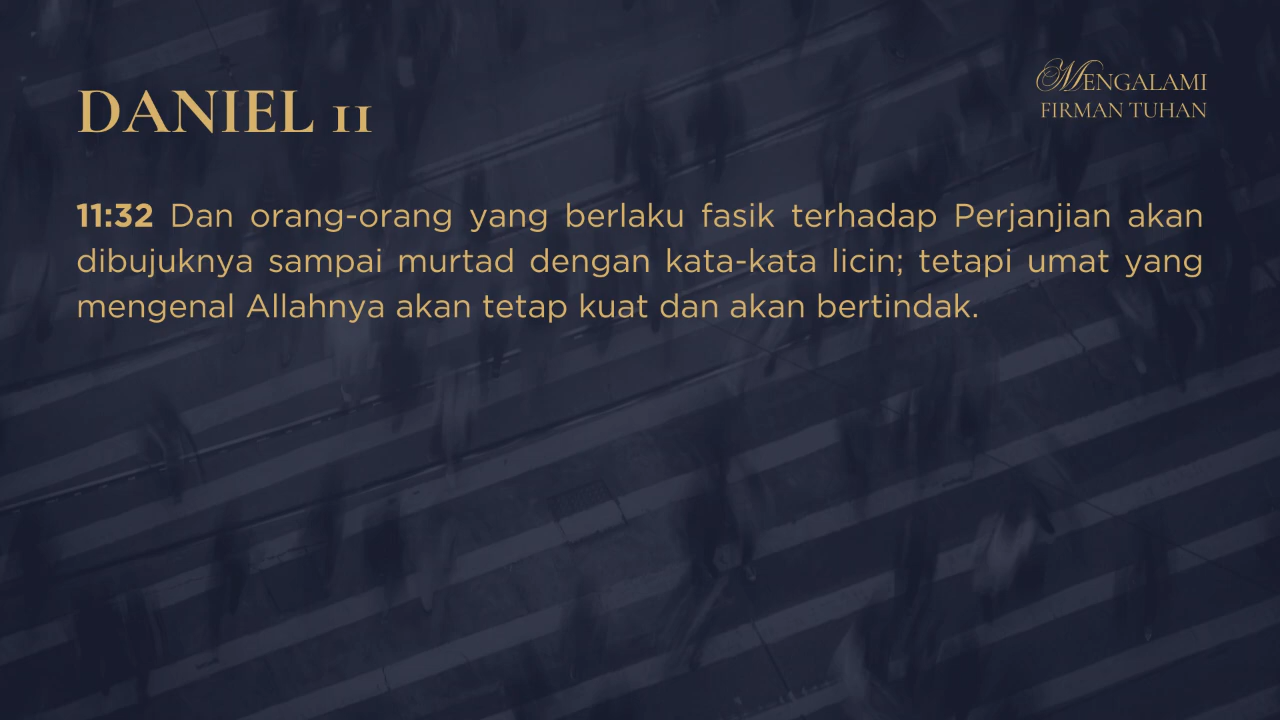 DANIEL 11
MENGALAMI
FIRMAN TUHAN
11:32 Dan orang-orang yang berlaku fasik terhadap Perjanjian akan
dibujuknya sampai murtad dengan kata-kata licin; tetapi umat yang
mengenal Allahnya akan tetap kuat dan akan bertindak.